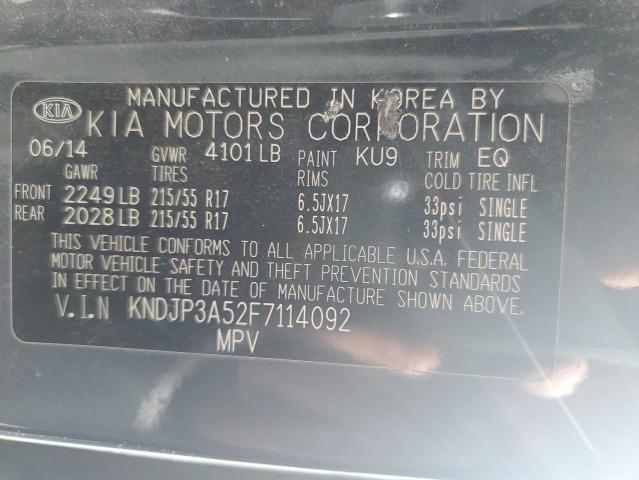 KIA
MANUFACTURED IN KOREA BY
KIA MOTORS CORPORATION
06/14 GVWR 4101 LB PAINT KU9 TRIM EQ
GAWR TIRES RIMS COLD TIRE INFL
FRONT 2249 LB 215/55 R17 6.5JX17 33psi SINGLE
REAR 2028 LB 215/55 R17 6.5JX17 33psi SINGLE
THIS VEHICLE CONFORMS TO ALL APPLICABLE U.S.A. FEDERAL
MOTOR VEHICLE SAFETY AND THEFT PREVENTION STANDARDS
IN EFFECT ON THE DATE OF MANUFACTURE SHOWN ABOVE.
V.I.N KNDJP3A52F7114092
MPV